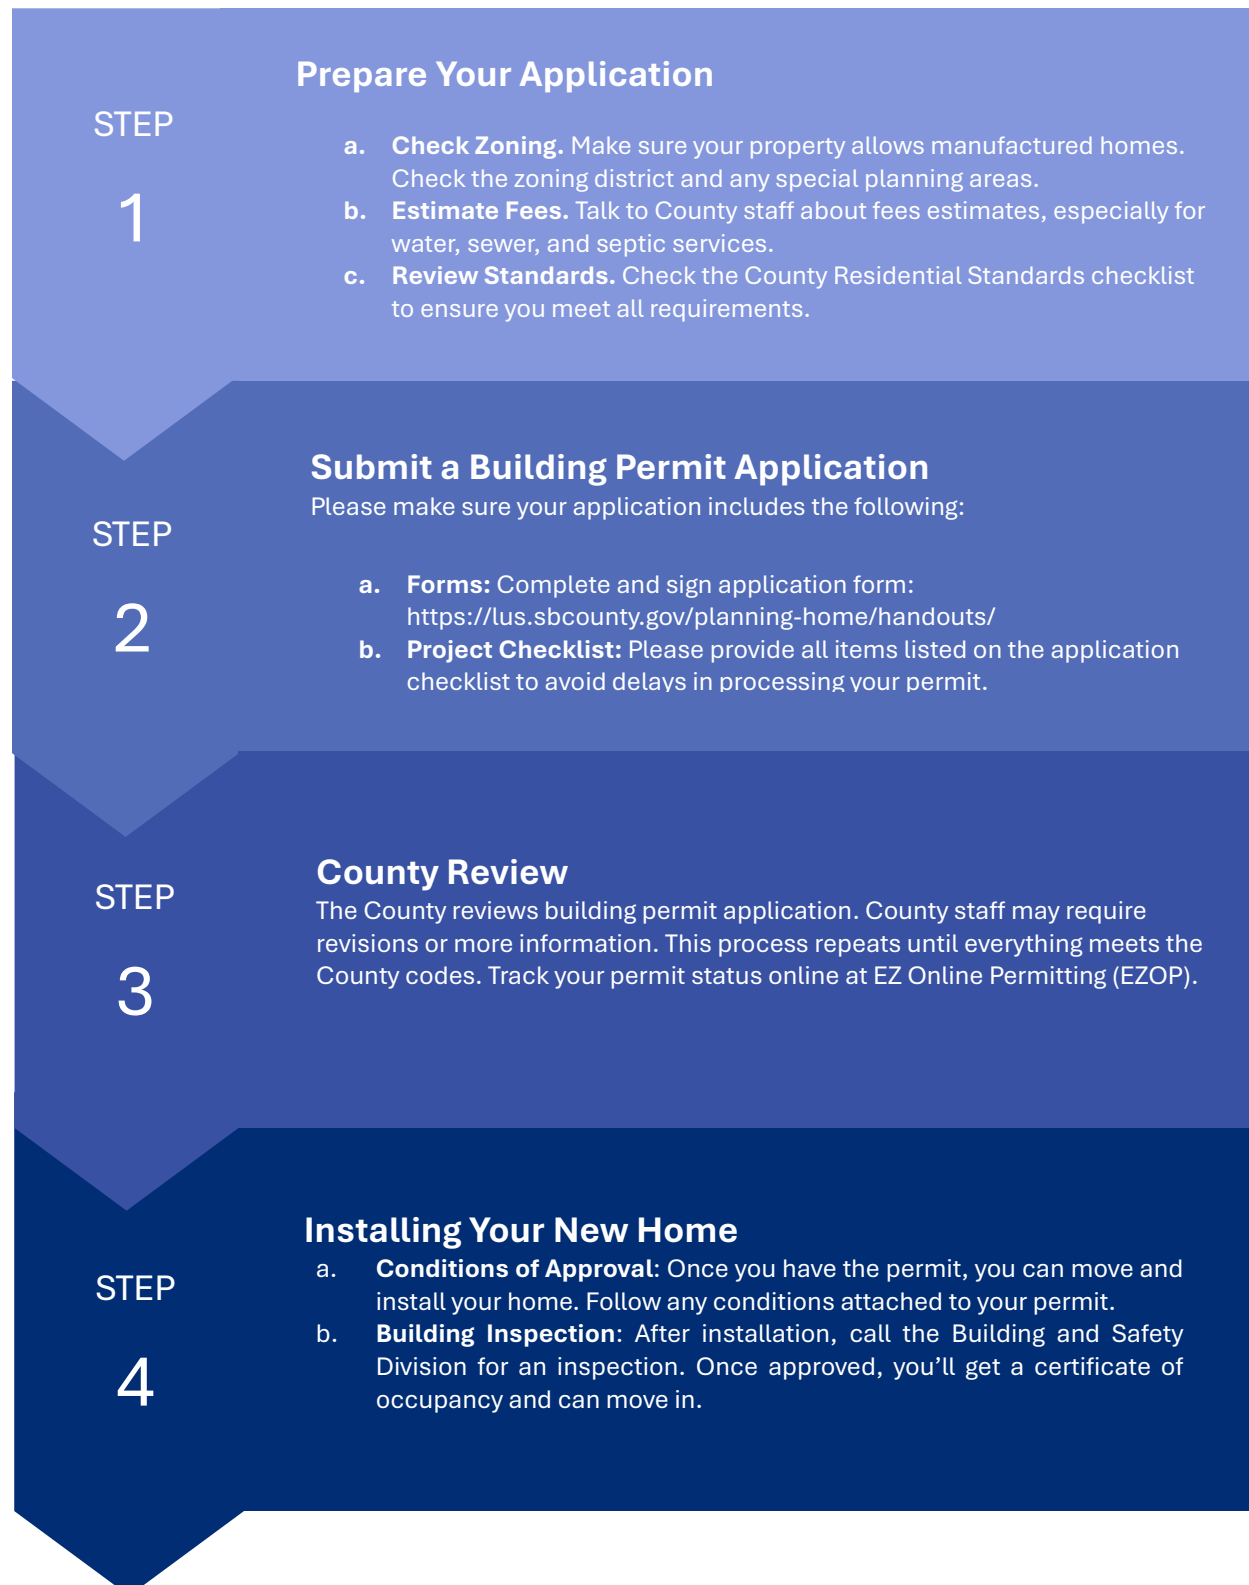 Prepare Your Application
STEP
1
a. Check Zoning. Make sure your property allows manufactured homes.
Check the zoning district and any special planning areas.
b. Estimate Fees. Talk to County staff about fees estimates, especially for
water, sewer, and septic services.
c. Review Standards. Check the County Residential Standards checklist
to ensure you meet all requirements.
Submit a Building Permit Application
Please make sure your application includes the following:
STEP
2
a. Forms: Complete and sign application form:
https://lus.sbcounty.gov/planning-home/handouts/
b. Project Checklist: Please provide all items listed on the application
checklist to avoid delays in processing your permit.
County Review
STEP
3
The County reviews building permit application. County staff may require
revisions or more information. This process repeats until everything meets the
County codes. Track your permit status online at EZ Online Permitting (EZOP).
Installing Your New Home
STEP
4
a. Conditions of Approval: Once you have the permit, you can move and
install your home. Follow any conditions attached to your permit.
b. Building Inspection: After installation, call the Building and Safety
Division for an inspection. Once approved, you’ll get a certificate of
occupancy and can move in.